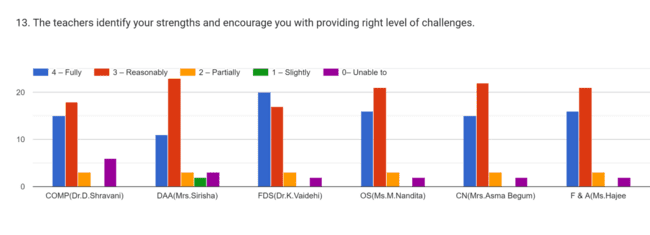 13. The teachers identify your strengths and encourage you with providing right level of challenges.
4 – Fully 3 – Reasonably 2 – Partially 1 – Slightly 0– Unable to
20
10
0
COMP(Dr.D.Shravani) DAA(Mrs.Sirisha) FDS(Dr.K.Vaidehi) OS(Ms.M.Nandita) CN(Mrs.Asma Begum) F & A(Ms.Hajee